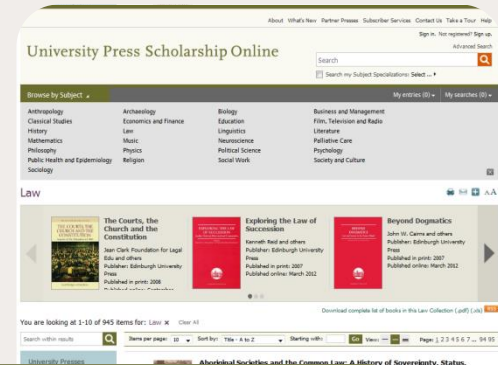 About What's New Partner Presses Subscriber Services Contact Us Take a Tour Help
Sign in. Not registered? Sign up.
University Press Scholarship Online
Advanced Search
Search
Search my Subject Specializations: Select ...
Browse by Subject
My entries (0) My searches (0)
Anthropology Archaeology Biology Business and Management
Classical Studies Economics and Finance Education Film, Television and Radio
History Law Linguistics Literature
Mathematics Music Neuroscience Palliative Care
Philosophy Physics Political Science Psychology
Public Health and Epidemiology Religion Social Work Society and Culture
Sociology
Law
AA
The Courts, the
Church and the
Constitution
Jean Clark Foundation for Legal
Edu and others
Publisher: Edinburgh University
Press
Published in print: 2008
Published online: September
Exploring the Law of
Succession
Kenneth Reid and others
Publisher: Edinburgh University
Press
Published in print: 2007
Published online: March 2012
Beyond Dogmatics
John W. Cairns and others
Publisher: Edinburgh University
Press
Published in print: 2007
Published online: March 2012
Download complete list of books in this Law Collection (.pdf) (.xls)
You are looking at 1-10 of 945 items for: Law x Clear All
Search within results
Items per page: 10 Sort by: Title - A to Z Starting with: Go View: Page: 1 2 3 4 5 6 7 ... 94 95
University Presses
Aboriginal Societies and the Common Law: A History of Sovereignty, Status,